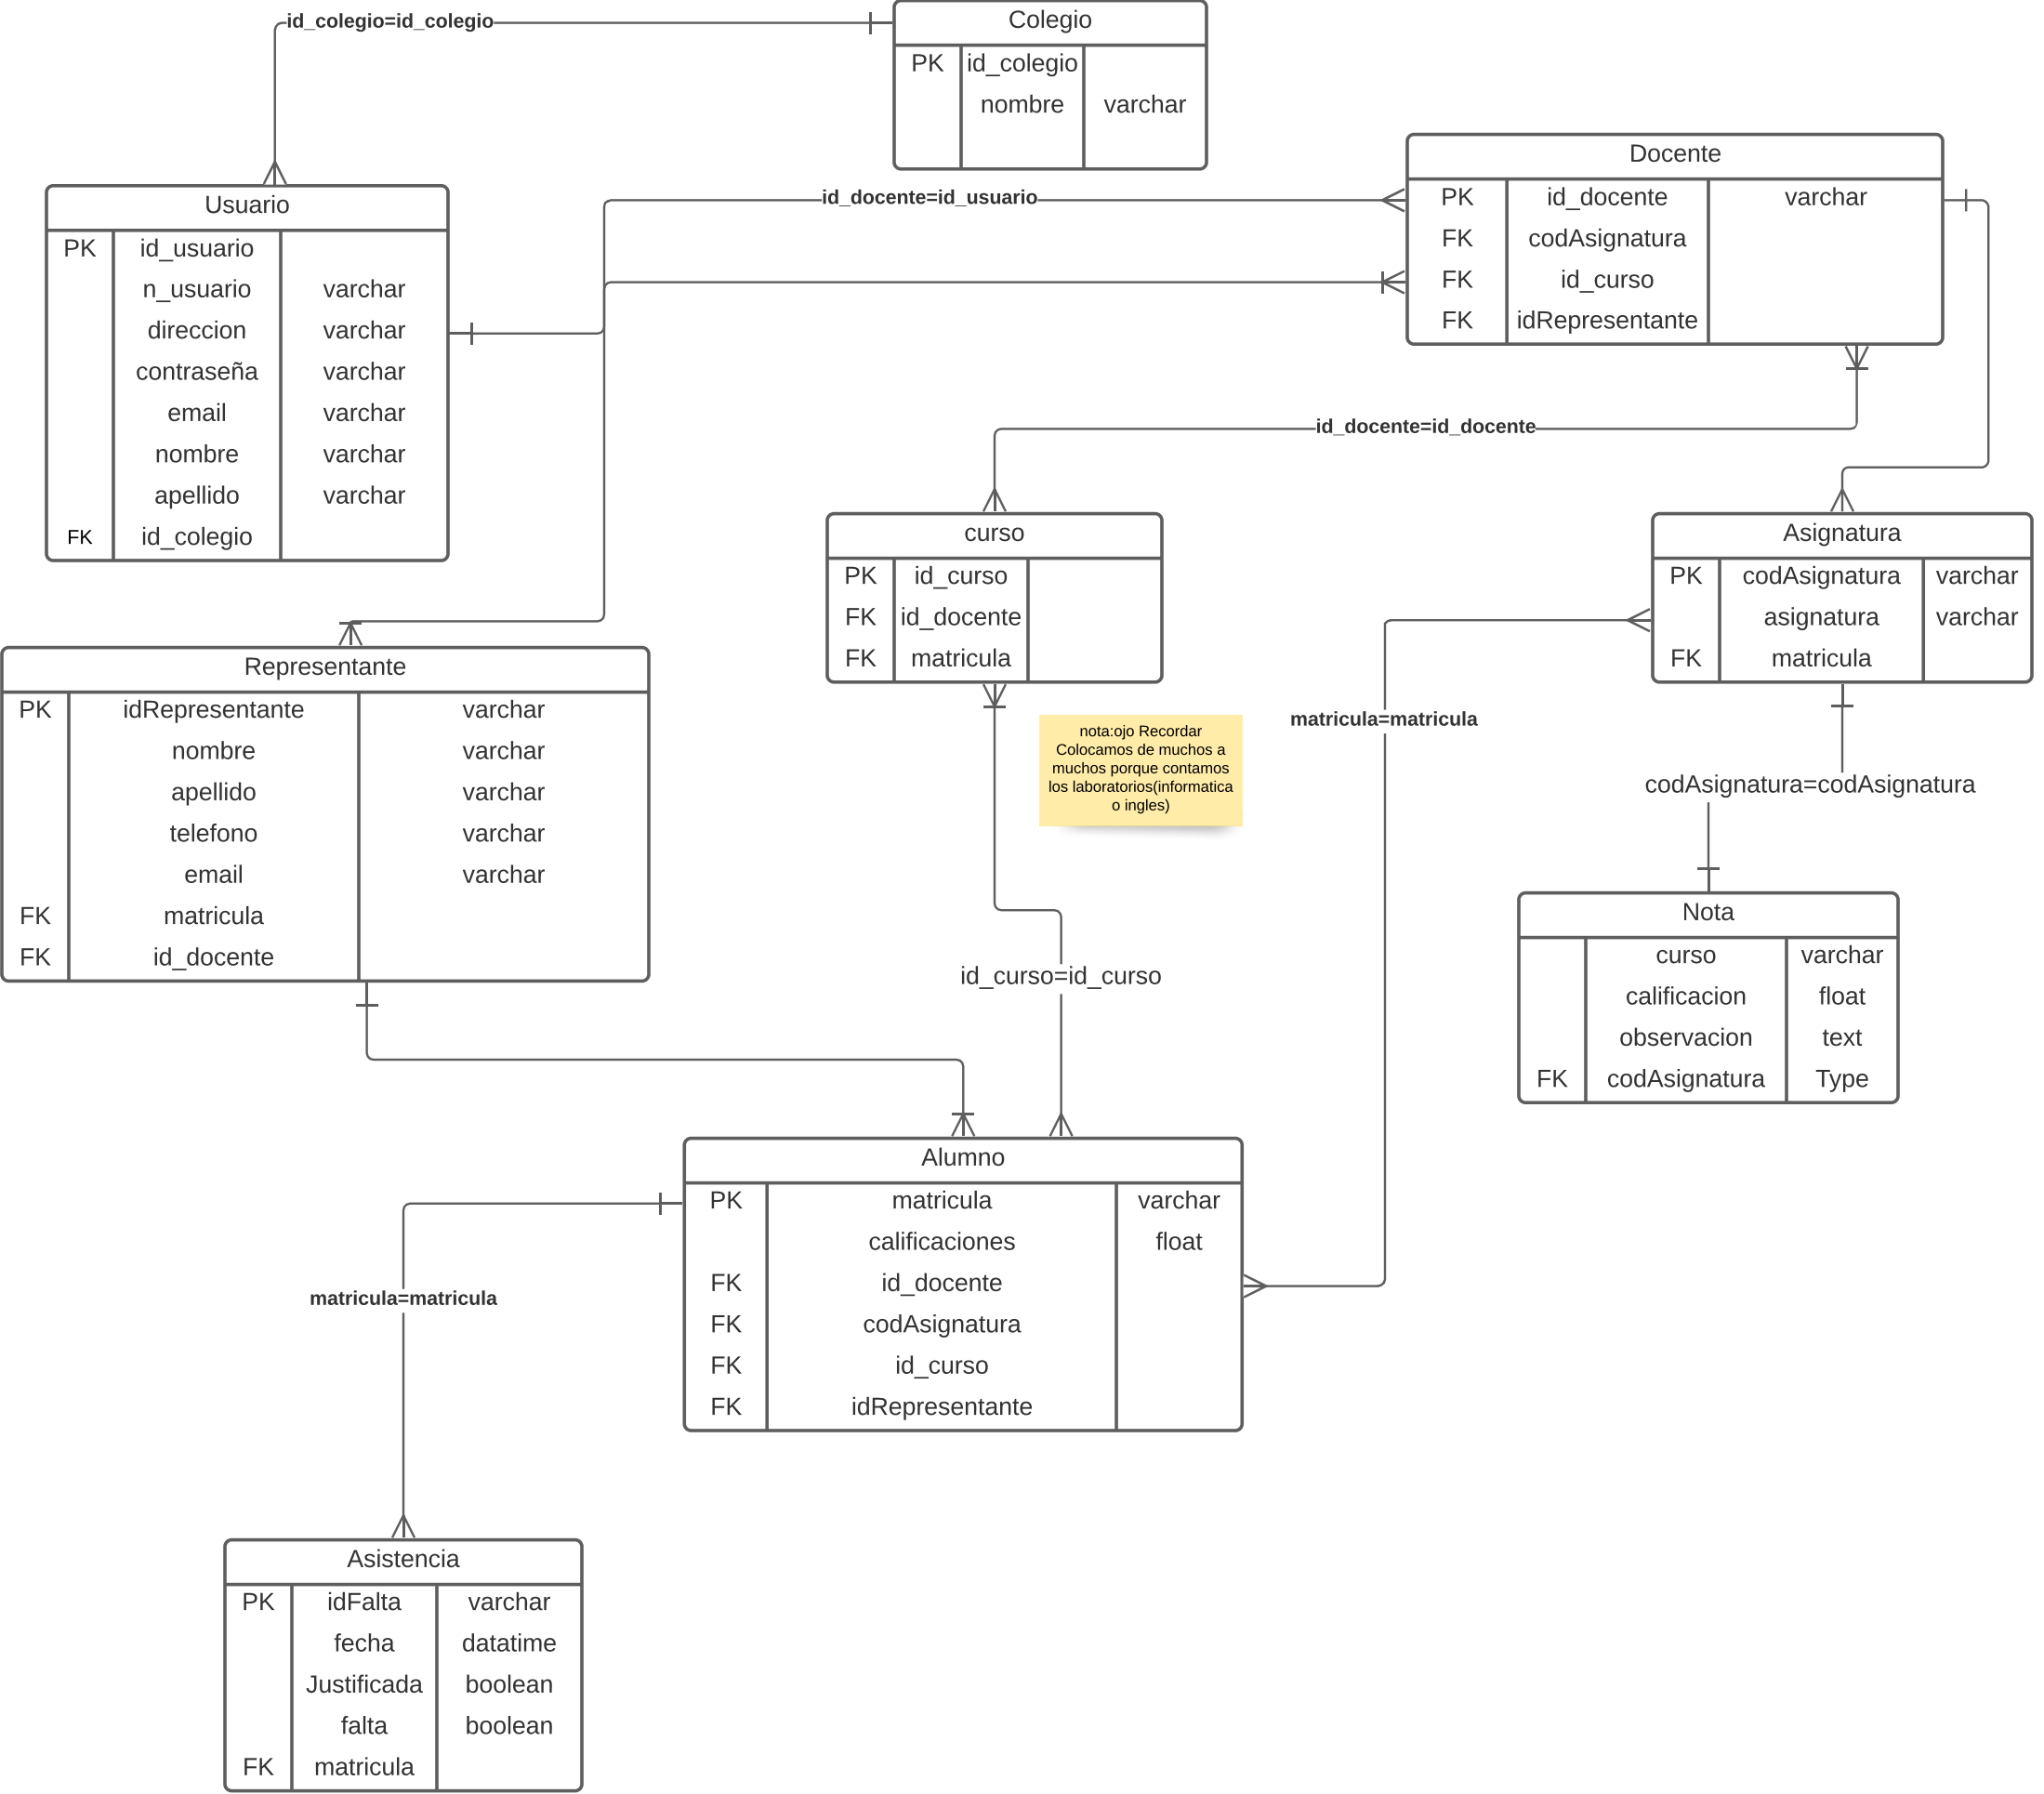 id_colegio=id_colegio
Colegio
PK id_colegio
nombre varchar
Docente
PK id_docente varchar
FK codAsignatura
FK id_curso
FK idRepresentante
id_docente=id_usuario
Usuario
PK id_usuario
n_usuario varchar
direccion varchar
contraseña varchar
email varchar
nombre varchar
apellido varchar
FK id_colegio
id_docente=id_docente
curso
PK id_curso
FK id_docente
FK matricula
Asignatura
PK codAsignatura varchar
asignatura varchar
FK matricula
Representante
PK idRepresentante varchar
nombre varchar
apellido varchar
telefono varchar
email varchar
FK matricula
FK id_docente
nota:ojo Recordar
Colocamos de muchos a
muchos porque contamos
los laboratorios(informatica
o ingles)
matricula=matricula
codAsignatura=codAsignatura
Nota
curso varchar
calificacion float
observacion text
FK codAsignatura Type
id_curso=id_curso
Alumno
PK matricula varchar
calificaciones float
FK id_docente
FK codAsignatura
FK id_curso
FK idRepresentante
matricula=matricula
Asistencia
PK idFalta varchar
fecha datatime
Justificada boolean
falta boolean
FK matricula